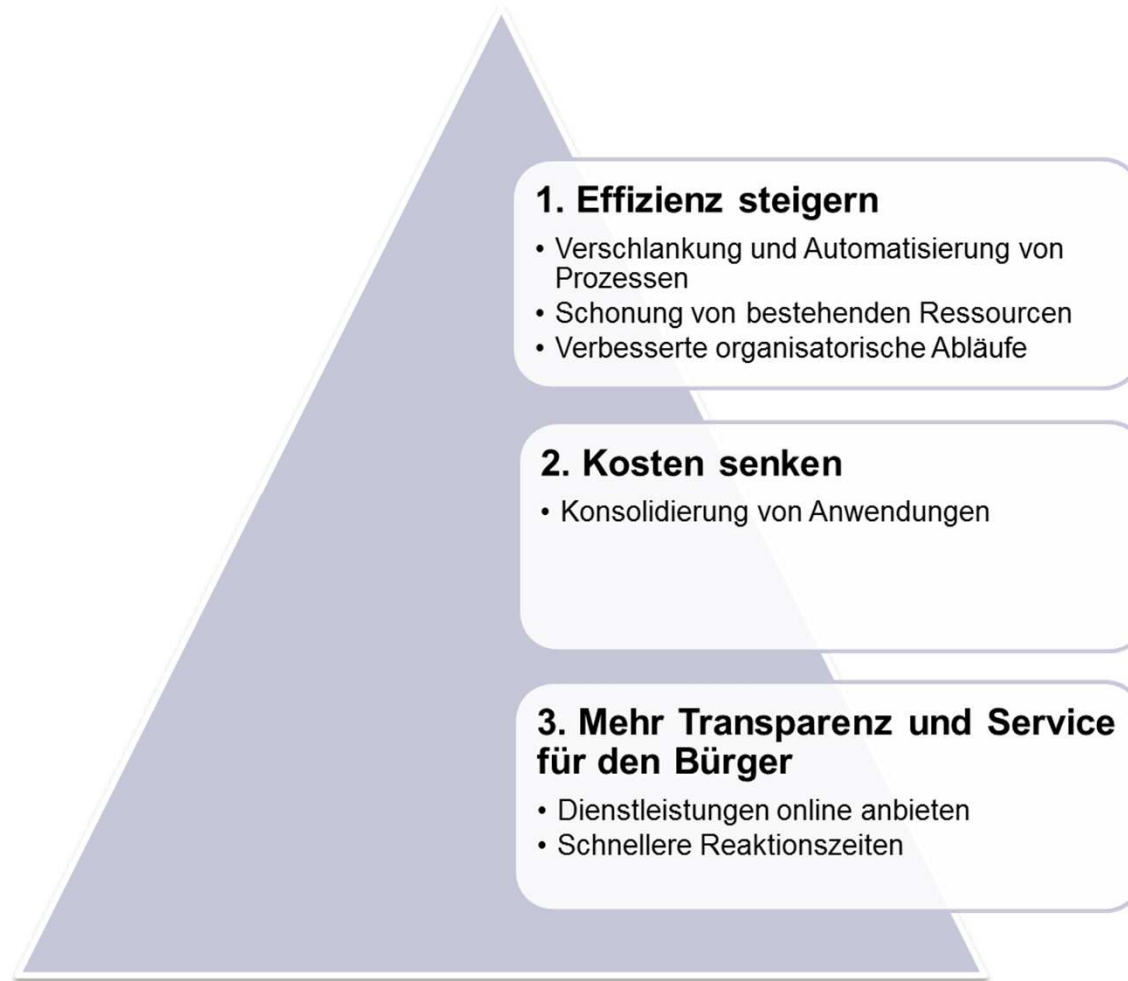 1. Effizienz steigern
• Verschlankung und Automatisierung von
Prozessen
• Schonung von bestehenden Ressourcen
• Verbesserte organisatorische Abläufe
2. Kosten senken
• Konsolidierung von Anwendungen
3. Mehr Transparenz und Service
für den Bürger
• Dienstleistungen online anbieten
• Schnellere Reaktionszeiten